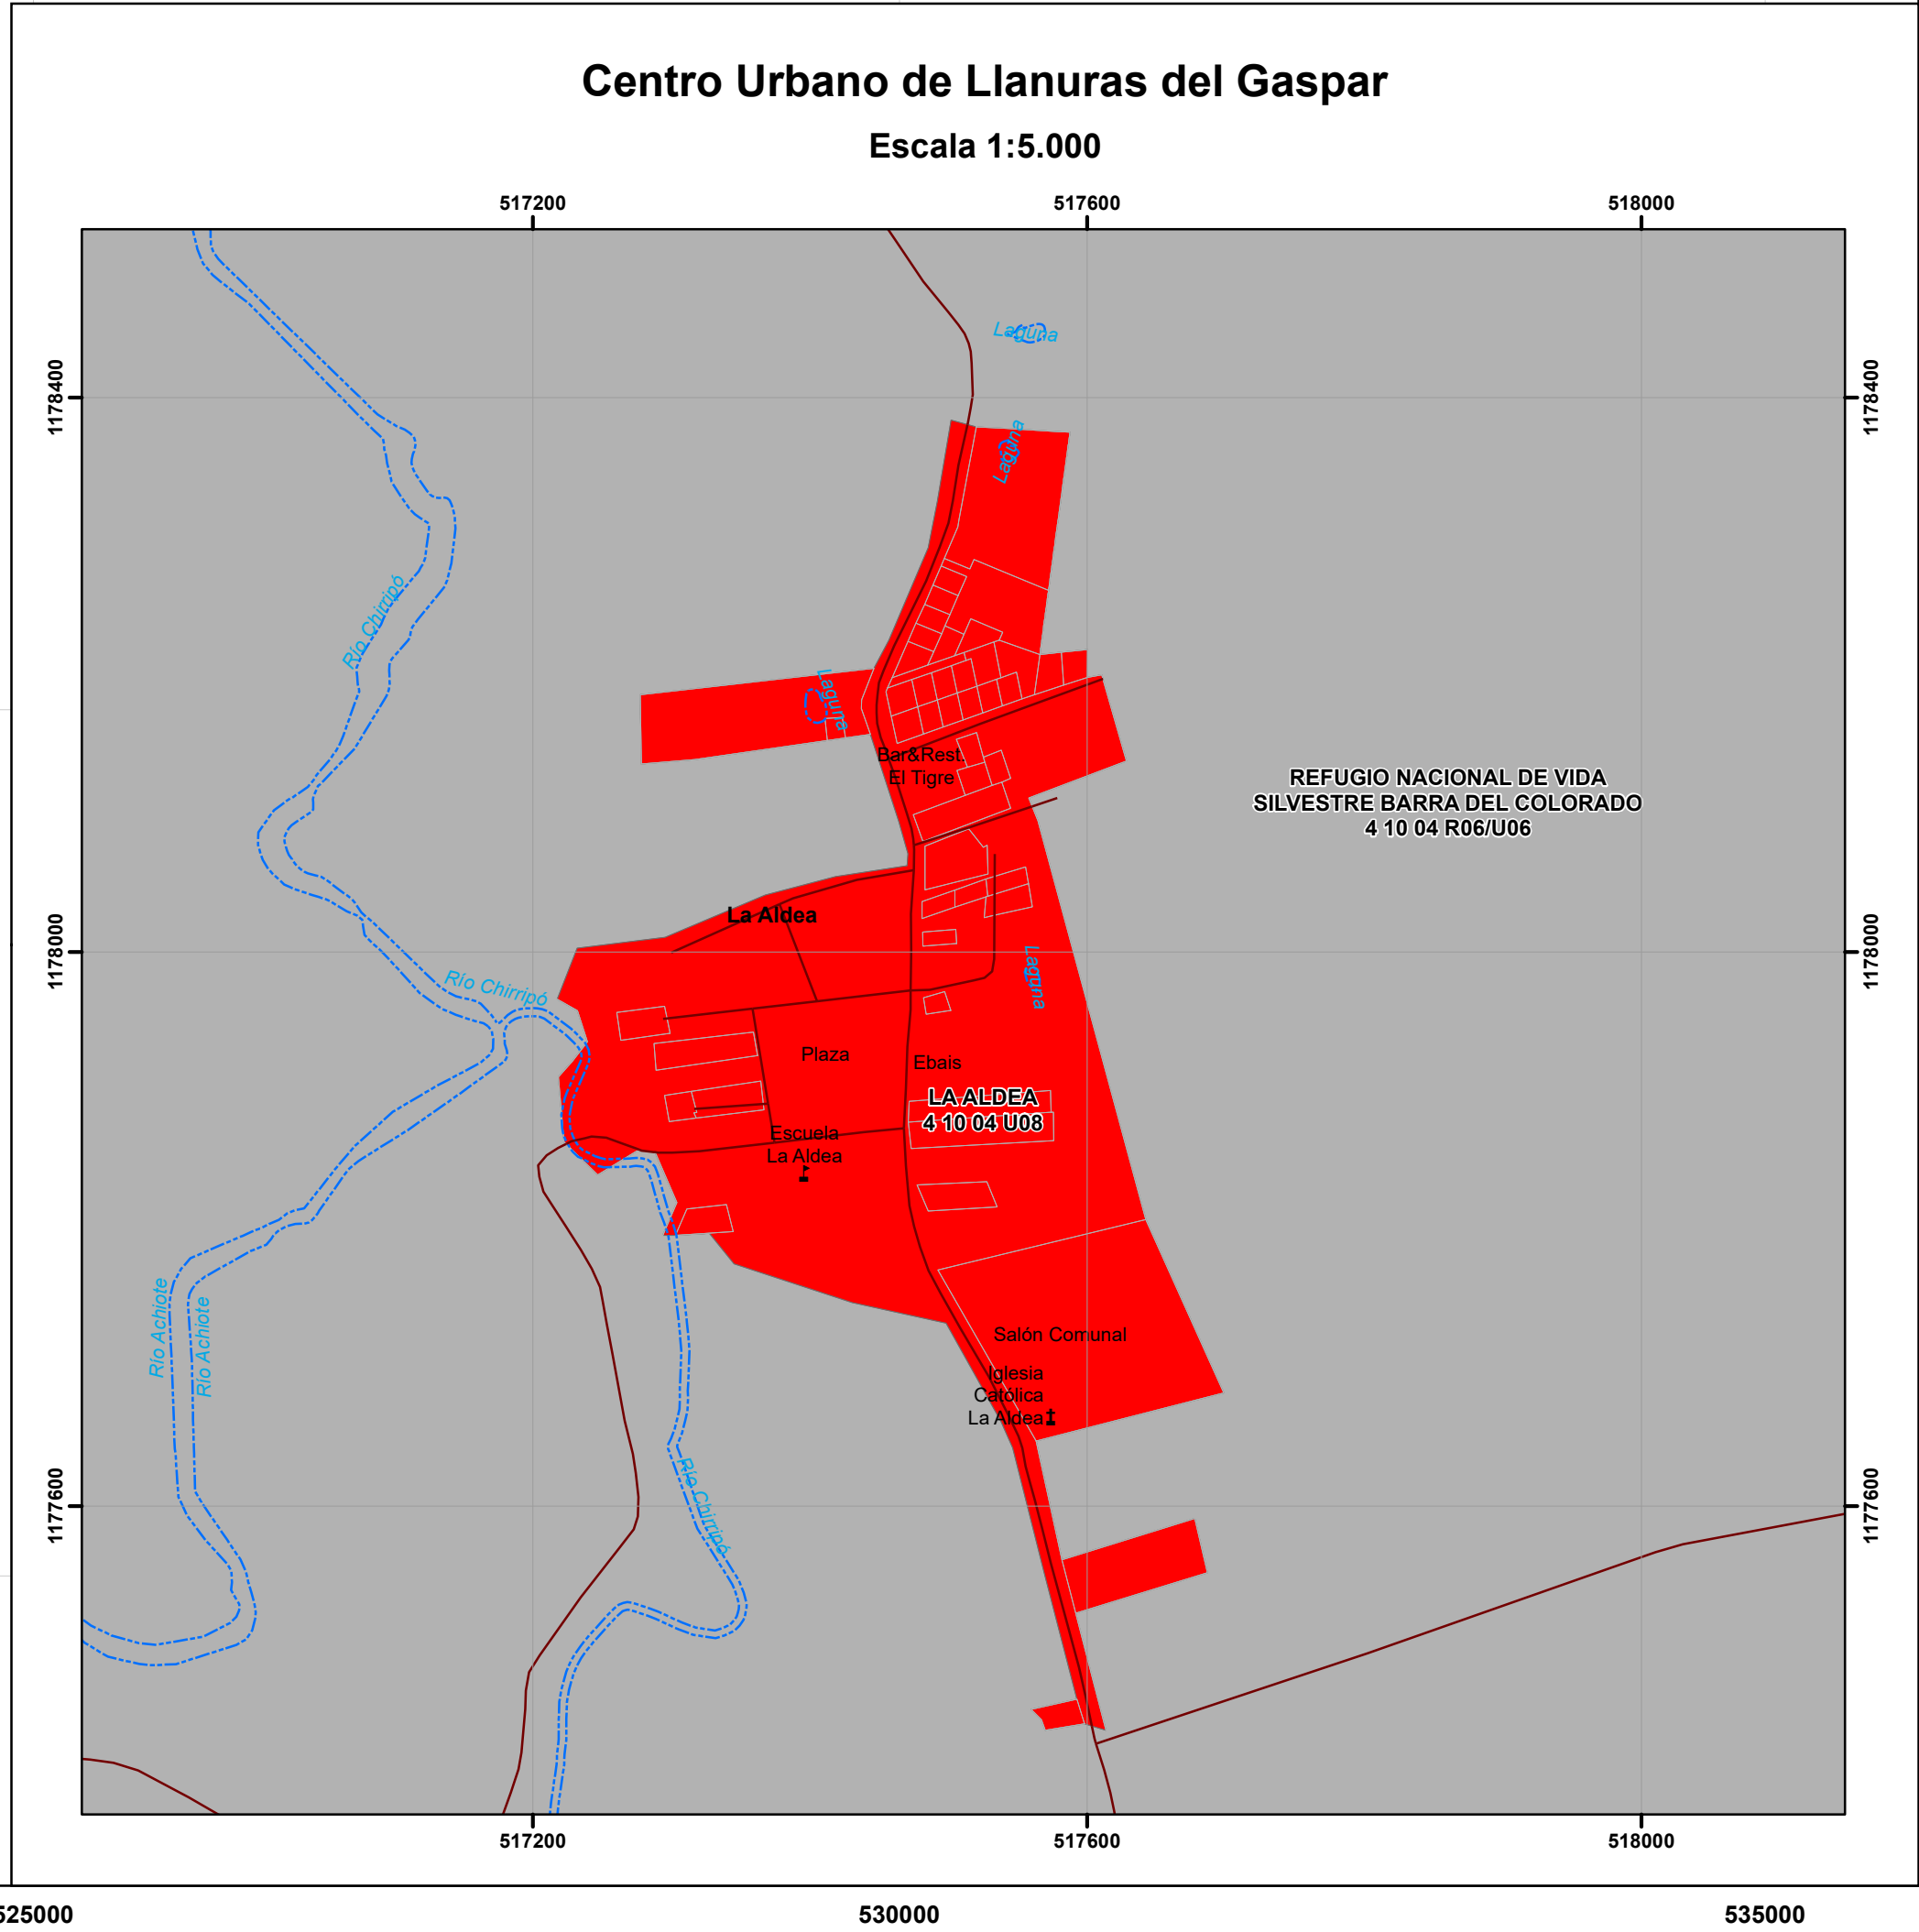 Centro Urbano de Llanuras del Gaspar
Escala 1:5.000
517200
517600
518000
1178400
1178400
Laguna
Laguna
Río Chirripó
Laguna
Bar&Rest.
El Tigre
REFUGIO NACIONAL DE VIDA
SILVESTRE BARRA DEL COLORADO
4 10 04 R06/U06
La Aldea
1178000
1178000
Río Chirripó
Laguna
Plaza
Ebais
LA ALDEA
4 10 04 U08
Escuela
La Aldea
Río Achiote
Río Achiote
Salón Comunal
Iglesia
Católica
La Aldea
Río Chirripó
1177600
1177600
517200
517600
518000
525000
530000
535000